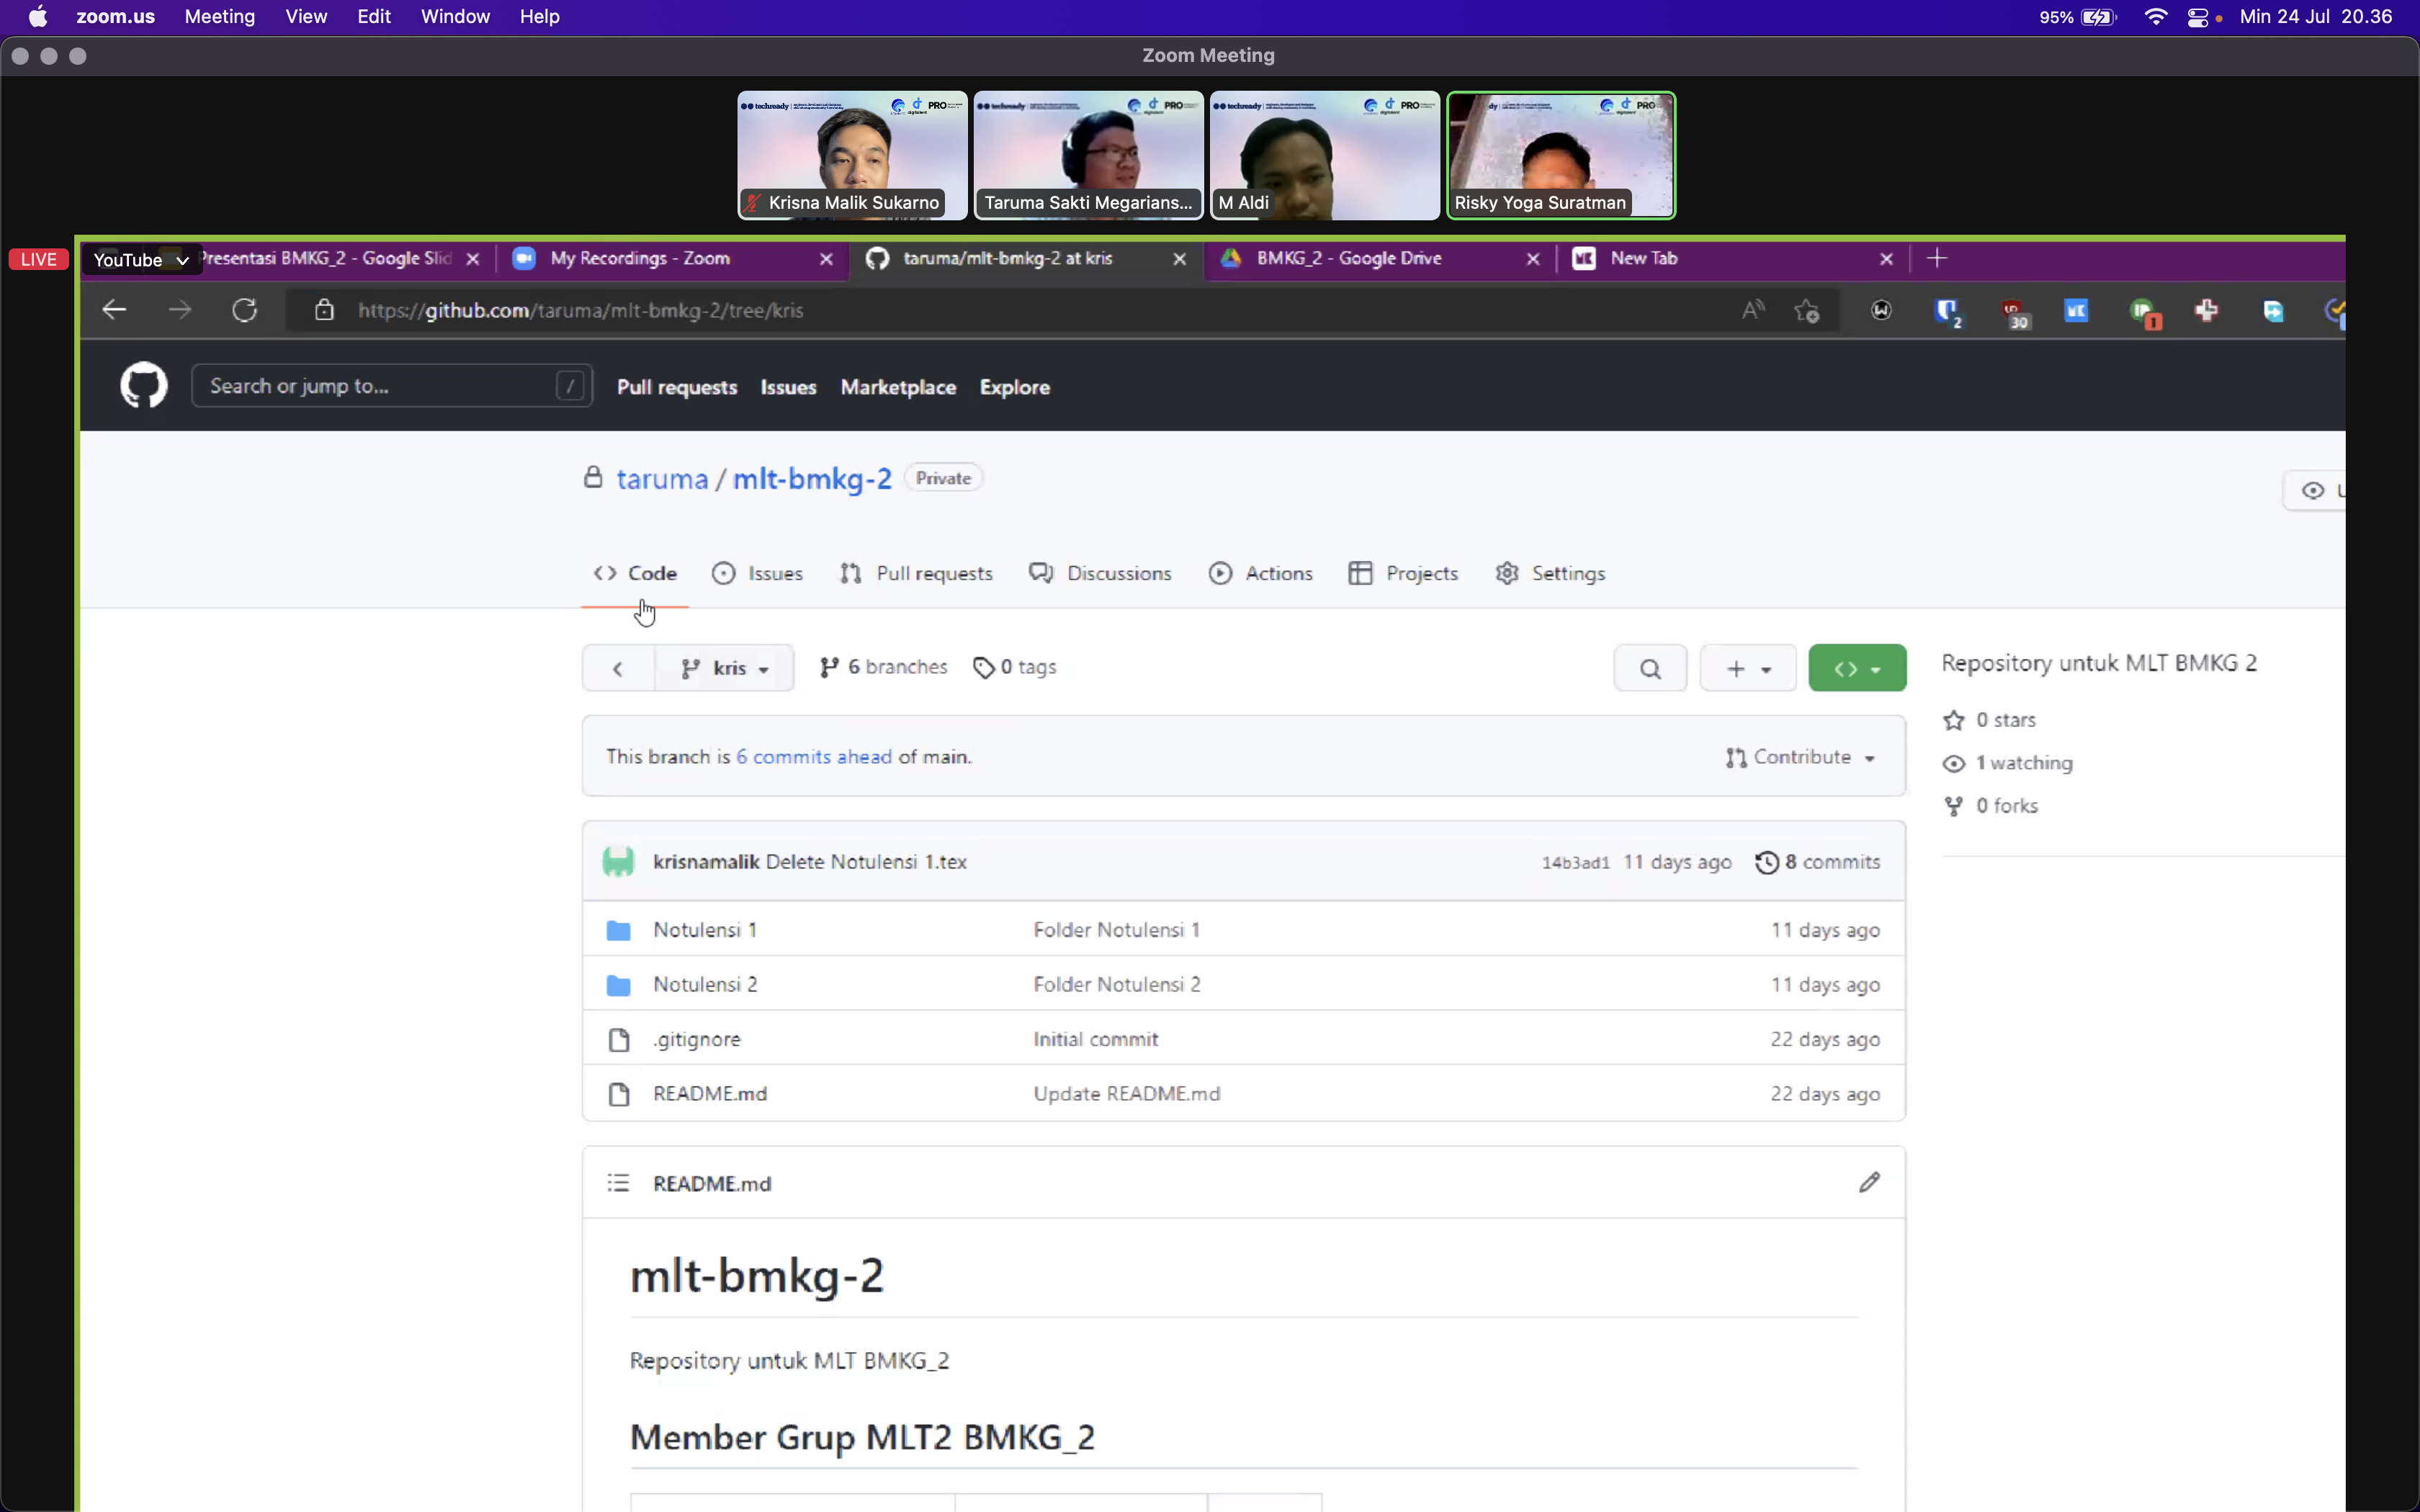 zoom.us Meeting View Edit Window Help 95% Min 24 Jul 20.36
Zoom Meeting
techready PRO
techready PRO
techready PRO
PRO
Krisna Malik Sukarno
Taruma Sakti Megarians...
M Aldi
Risky Yoga Suratman
LIVE
YouTube
Presentasi BMKG_2 - Google Slid
My Recordings - Zoom
taruma/mlt-bmkg-2 at kris
BMKG_2 - Google Drive
New Tab
https://github.com/taruma/mlt-bmkg-2/tree/kris
2
30
1
Search or jump to... /
Pull requests Issues Marketplace Explore
taruma / mlt-bmkg-2 Private
U
Code Issues Pull requests Discussions Actions Projects Settings
kris 6 branches 0 tags
Repository untuk MLT BMKG 2
0 stars
1 watching
0 forks
This branch is 6 commits ahead of main. Contribute
krisnamalik Delete Notulensi 1.tex 14b3ad1 11 days ago 8 commits
Notulensi 1 Folder Notulensi 1 11 days ago
Notulensi 2 Folder Notulensi 2 11 days ago
.gitignore Initial commit 22 days ago
README.md Update README.md 22 days ago
README.md
mlt-bmkg-2
Repository untuk MLT BMKG_2
Member Grup MLT2 BMKG_2